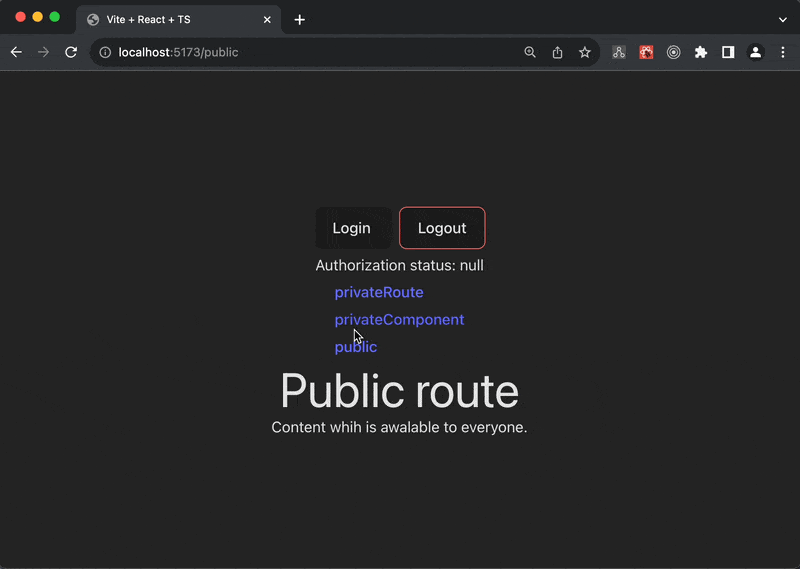 Vite + React + TS
localhost:5173/public
Login
Logout
Authorization status: null
privateRoute
privateComponent
public
Public route
Content whih is awalable to everyone.